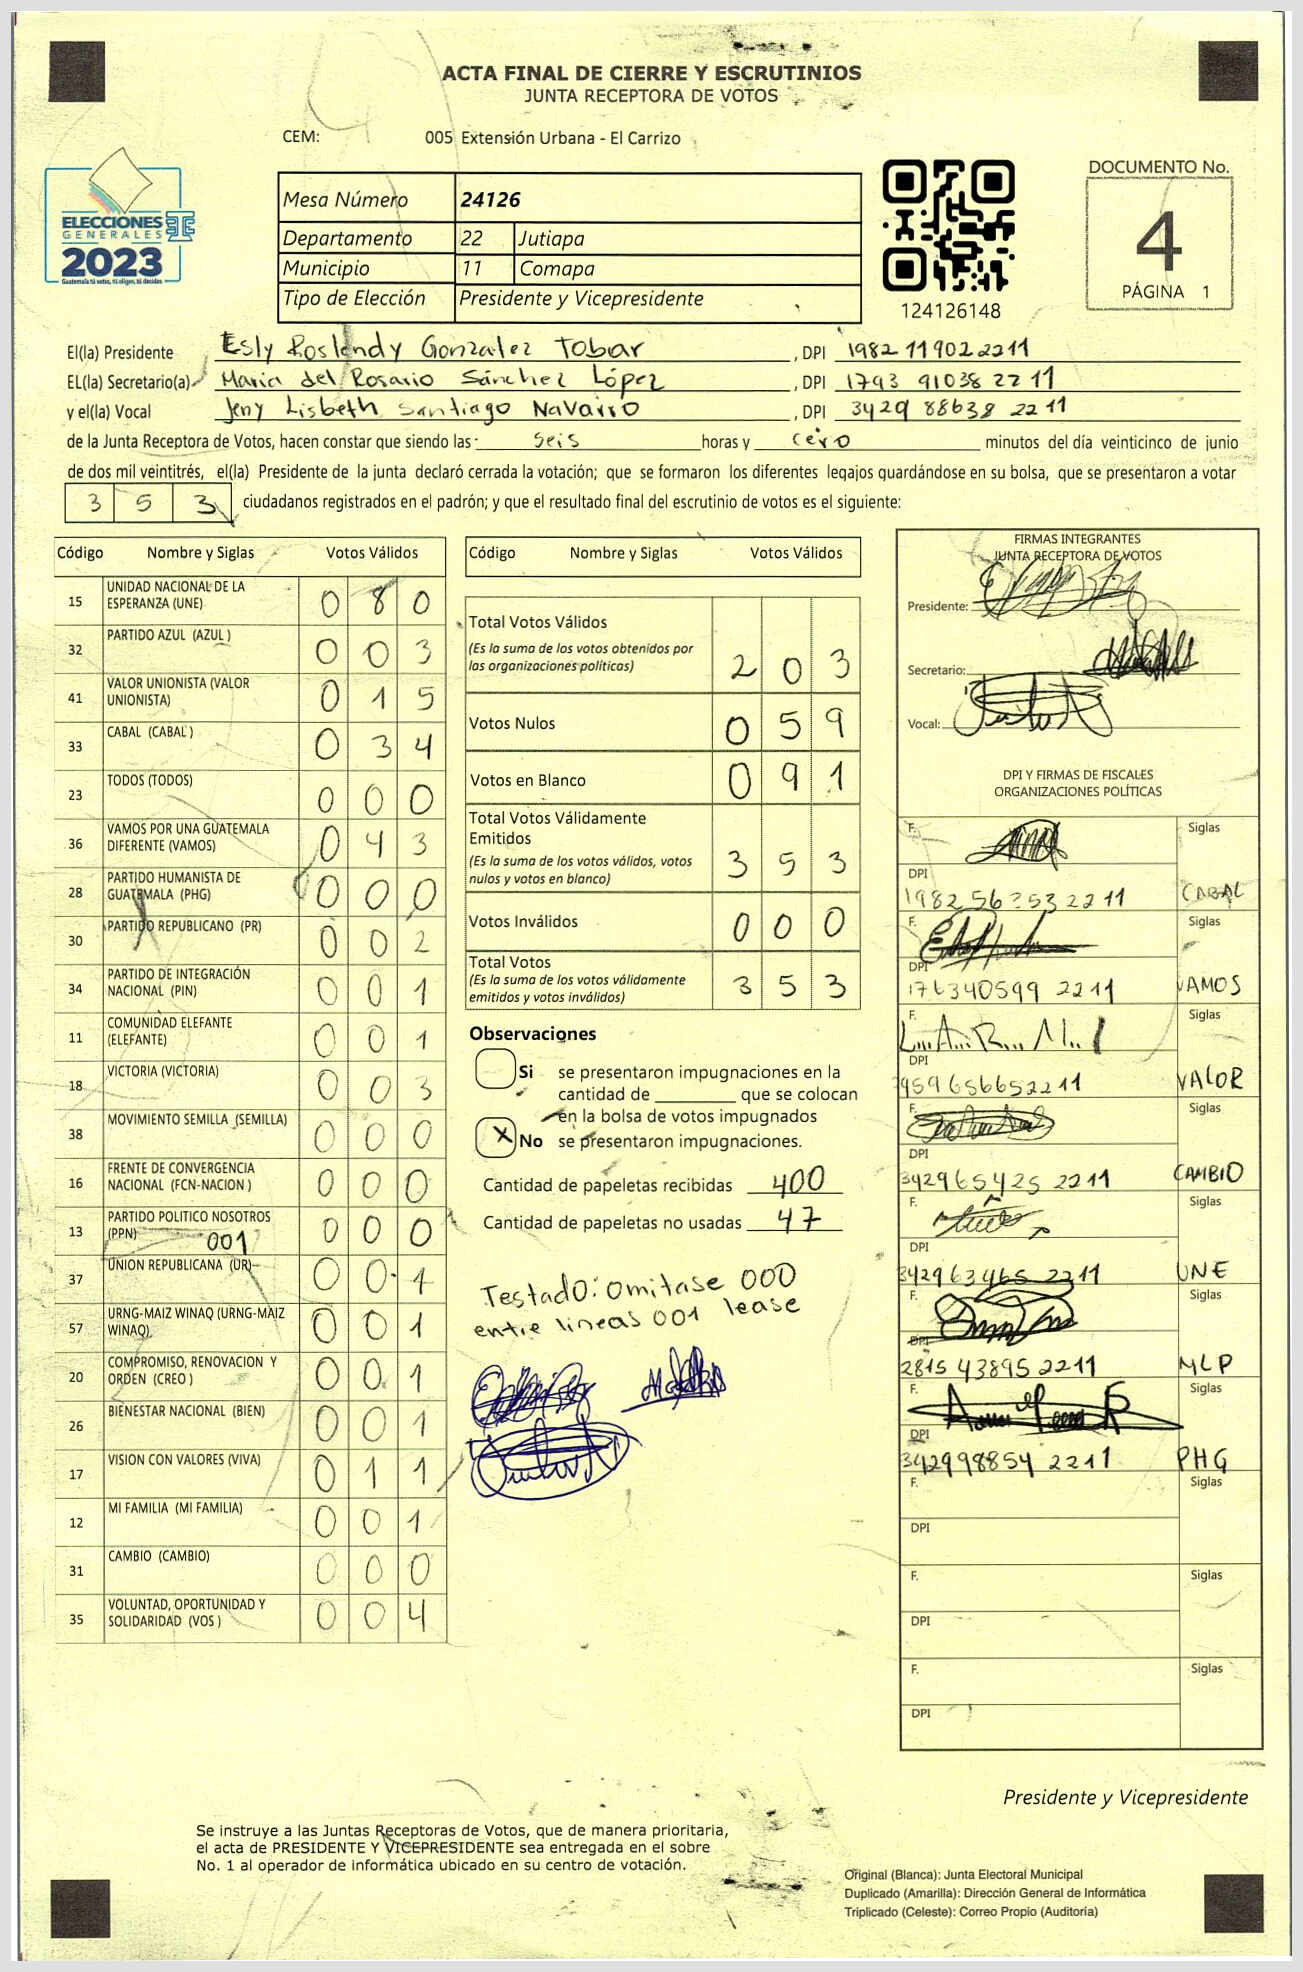 ACTA FINAL DE CIERRE Y ESCRUTINIOS
JUNTA RECEPTORA DE VOTOS
CEM: 005 Extensión Urbana - El Carrizo
ELECCIONES
GENERALES
2023
Guatemala tú votas, tú eliges, tú decides
Mesa Número 24126
Departamento 22 Jutiapa
Municipio 11 Comapa
Tipo de Elección Presidente y Vicepresidente
124126148
DOCUMENTO No.
4
PÁGINA 1
El(la) Presidente Esly Roslendy Gonzalez Tobar, DPI 1982 11902 2211
EL(la) Secretario(a) Maria del Rosario Sánchez López, DPI 1793 91038 2211
y el(la) Vocal Jeny Lisbeth Santiago Navarro, DPI 3429 88638 2211
de la Junta Receptora de Votos, hacen constar que siendo las seis horas y cero minutos del día veinticinco de junio
de dos mil veintitrés, el(la) Presidente de la junta declaró cerrada la votación; que se formaron los diferentes legajos guardándose en su bolsa, que se presentaron a votar
3 5 3 ciudadanos registrados en el padrón; y que el resultado final del escrutinio de votos es el siguiente:
Código Nombre y Siglas Votos Válidos
15 UNIDAD NACIONAL DE LA ESPERANZA (UNE) 0 8 0
32 PARTIDO AZUL (AZUL ) 0 0 3
41 VALOR UNIONISTA (VALOR UNIONISTA) 0 1 5
33 CABAL (CABAL ) 0 3 4
23 TODOS (TODOS) 0 0 0
36 VAMOS POR UNA GUATEMALA DIFERENTE (VAMOS) 0 4 3
28 PARTIDO HUMANISTA DE GUATEMALA (PHG) 0 0 0
30 PARTIDO REPUBLICANO (PR) 0 0 2
34 PARTIDO DE INTEGRACIÓN NACIONAL (PIN) 0 0 1
11 COMUNIDAD ELEFANTE (ELEFANTE) 0 0 1
18 VICTORIA (VICTORIA) 0 0 3
38 MOVIMIENTO SEMILLA (SEMILLA) 0 0 0
16 FRENTE DE CONVERGENCIA NACIONAL (FCN-NACION ) 0 0 0
13 PARTIDO POLITICO NOSOTROS (PPN) 001 0 0 0
37 UNION REPUBLICANA (UR) 0 0 1
57 URNG-MAIZ WINAQ (URNG-MAIZ WINAQ) 0 0 1
20 COMPROMISO, RENOVACION Y ORDEN (CREO ) 0 0 1
26 BIENESTAR NACIONAL (BIEN) 0 0 1
17 VISION CON VALORES (VIVA) 0 1 1
12 MI FAMILIA (MI FAMILIA) 0 0 1
31 CAMBIO (CAMBIO) 0 0 0
35 VOLUNTAD, OPORTUNIDAD Y SOLIDARIDAD (VOS ) 0 0 4
Código Nombre y Siglas Votos Válidos
Total Votos Válidos
(Es la suma de los votos obtenidos por
las organizaciones políticas) 2 0 3
Votos Nulos 0 5 9
Votos en Blanco 0 9 1
Total Votos Válidamente
Emitidos
(Es la suma de los votos válidos, votos
nulos y votos en blanco) 3 5 3
Votos Inválidos 0 0 0
Total Votos
(Es la suma de los votos válidamente
emitidos y votos inválidos) 3 5 3
Observaciones
Si se presentaron impugnaciones en la
cantidad de ________ que se colocan
en la bolsa de votos impugnados
X No se presentaron impugnaciones.
Cantidad de papeletas recibidas 400
Cantidad de papeletas no usadas 47
Testado: omitase 000
entre lineas 001 lease
FIRMAS INTEGRANTES
JUNTA RECEPTORA DE VOTOS
Presidente:
Secretario:
Vocal:
DPI Y FIRMAS DE FISCALES
ORGANIZACIONES POLÍTICAS
F. Siglas
DPI
2211 CABAL
F. Siglas
DPI
176340599 2211 VAMOS
F. L..A..R...M..l Siglas
DPI
959656652211 VALOR
F. Siglas
DPI
342965425 2211 CAMBIO
F. Siglas
DPI
342963465 2211 UNE
F. Siglas
DPI
2815 43895 2211 MLP
F. Siglas
DPI
342998854 2211 PHG
F. Siglas
DPI
F. Siglas
DPI
F. Siglas
DPI
Presidente y Vicepresidente
Se instruye a las Juntas Receptoras de Votos, que de manera prioritaria,
el acta de PRESIDENTE Y VICEPRESIDENTE sea entregada en el sobre
No. 1 al operador de informática ubicado en su centro de votación.
Original (Blanca): Junta Electoral Municipal
Duplicado (Amarilla): Dirección General de Informática
Triplicado (Celeste): Correo Propio (Auditoría)